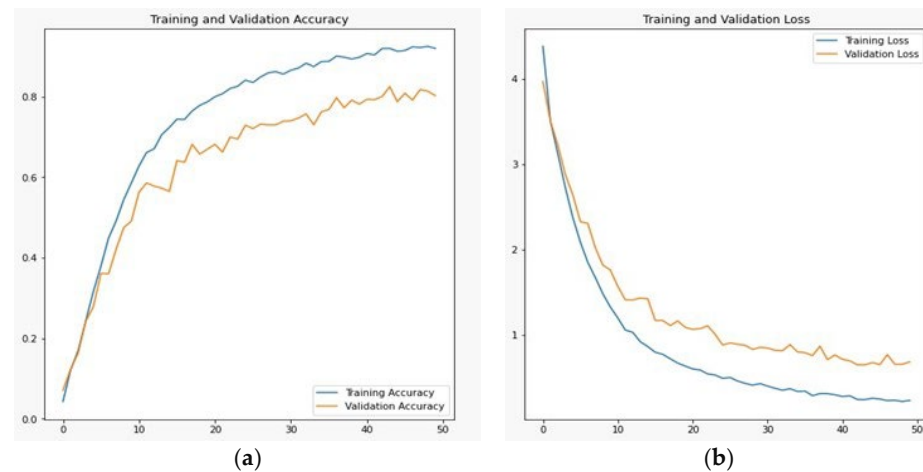 Training and Validation Accuracy
0.8
0.6
0.4
0.2
0.0
Training Accuracy
Validation Accuracy
0 10 20 30 40 50
(a)
Training and Validation Loss
Training Loss
Validation Loss
4
3
2
1
0 10 20 30 40 50
(b)